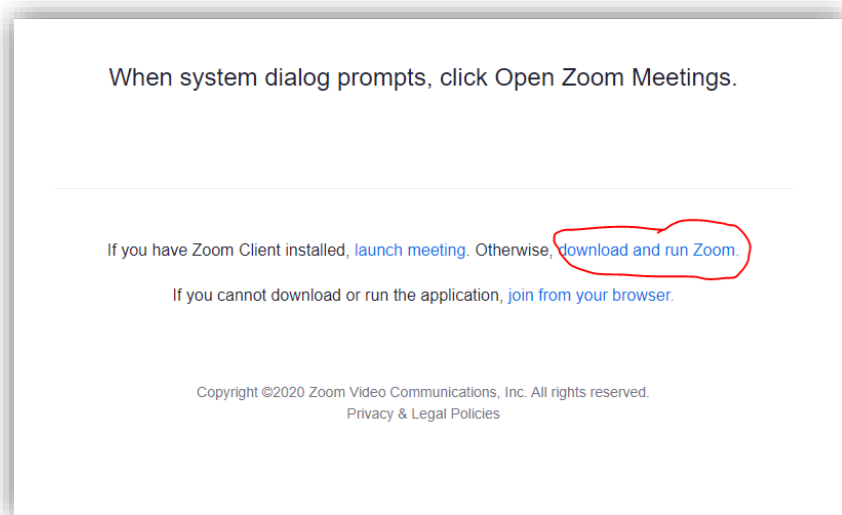 When system dialog prompts, click Open Zoom Meetings.
If you have Zoom Client installed, launch meeting. Otherwise, download and run Zoom.
If you cannot download or run the application, join from your browser.
Copyright ©2020 Zoom Video Communications, Inc. All rights reserved.
Privacy & Legal Policies